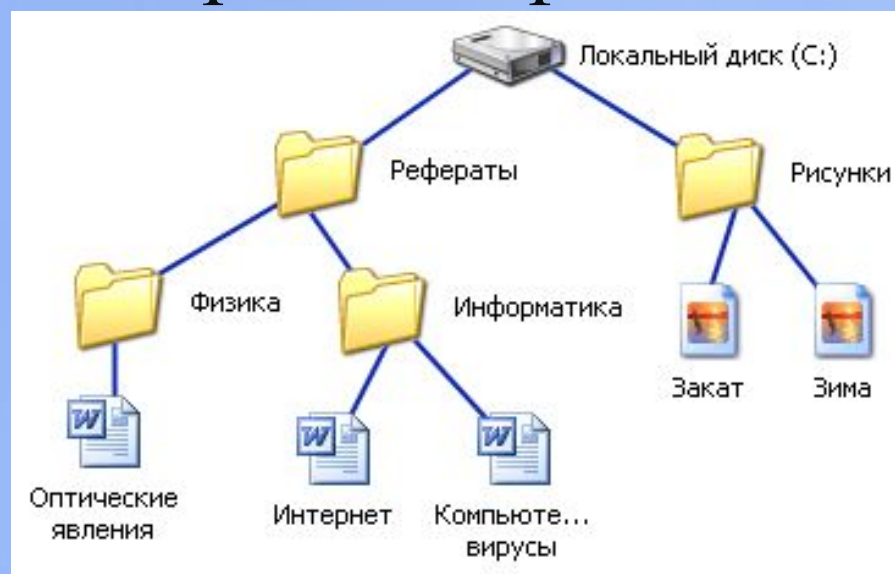 Локальный диск (C:)
Рефераты
Рисунки
Физика
Информатика
Закат
Зима
Оптические
явления
Интернет
Компьюте...
вирусы